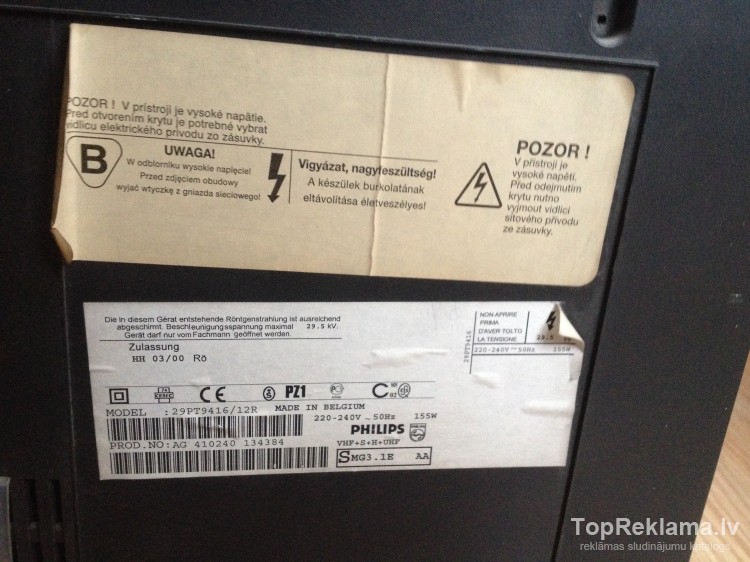 POZOR ! V prístroji je vysoké napätie.
Pred otvorením krytu je potrebné vybrat
vidlicu elektrického prívodu zo zásuvky.
B
UWAGA!
W odbiorniku wysokie napięcie!
Przed zdjęciem obudowy
wyjąć wtyczkę z gniazda sieciowego!
Vigyázat, nagyfeszültség!
A készülek burkolatának
eltávolítása életveszélyes!
POZOR !
V přístroji je
vysoké napětí.
Před odejmutím
krytu nutno
vyjmout vidlici
síťového přívodu
ze zásuvky.
Die in diesem Gerät entstehende Röntgenstrahlung ist ausreichend
abgeschirmt. Beschleunigungsspannung maximal 29.5 kV.
Gerät darf nur vom Fachmann geöffnet werden.
Zulassung
HH 03/00 Rö
NON APRIRE
PRIMA
D'AVER TOLTO
LA TENSIONE
29.5
220-240V ~ 50Hz 155W
29PT9416
CE
PZ1
MODEL : 29PT9416/12R MADE IN BELGIUM
220-240V ~ 50Hz 155W
PHILIPS
PROD.NO: AG 410240 134384
VHF+S+H+UHF
SMG3.1E AA
TopReklama.lv
reklāmas sludinājumu katalogs